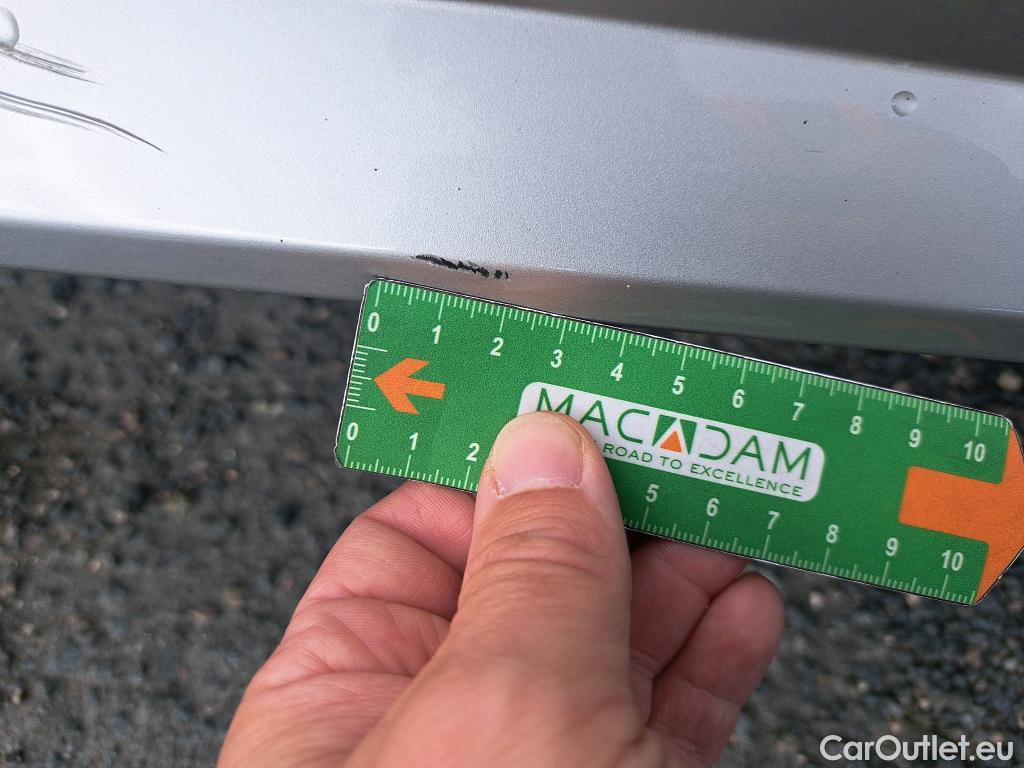 0 1 2 3 4 5 6 7 8 9 10
MACADAM
ROAD TO EXCELLENCE
0 1 2 5 6 7 8 9 10
CarOutlet.eu